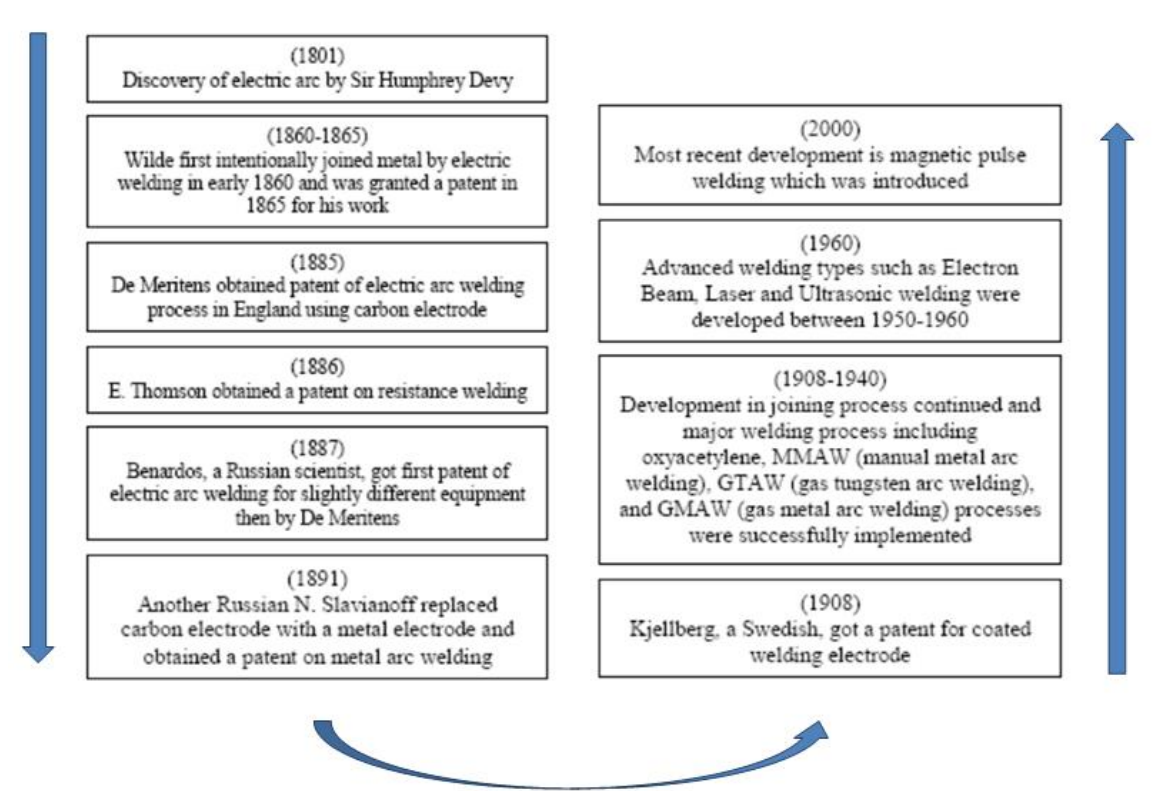 (1801)
Discovery of electric arc by Sir Humphrey Devy
(1860-1865)
Wilde first intentionally joined metal by electric
welding in early 1860 and was granted a patent in
1865 for his work
(1885)
De Meritens obtained patent of electric arc welding
process in England using carbon electrode
(1886)
E. Thomson obtained a patent on resistance welding
(1887)
Benardos, a Russian scientist, got first patent of
electric arc welding for slightly different equipment
then by De Meritens
(1891)
Another Russian N. Slavianoff replaced
carbon electrode with a metal electrode and
obtained a patent on metal arc welding
(1908)
Kjellberg, a Swedish, got a patent for coated
welding electrode
(1908-1940)
Development in joining process continued and
major welding process including
oxyacetylene, MMAW (manual metal arc
welding), GTAW (gas tungsten arc welding),
and GMAW (gas metal arc welding) processes
were successfully implemented
(1960)
Advanced welding types such as Electron
Beam, Laser and Ultrasonic welding were
developed between 1950-1960
(2000)
Most recent development is magnetic pulse
welding which was introduced